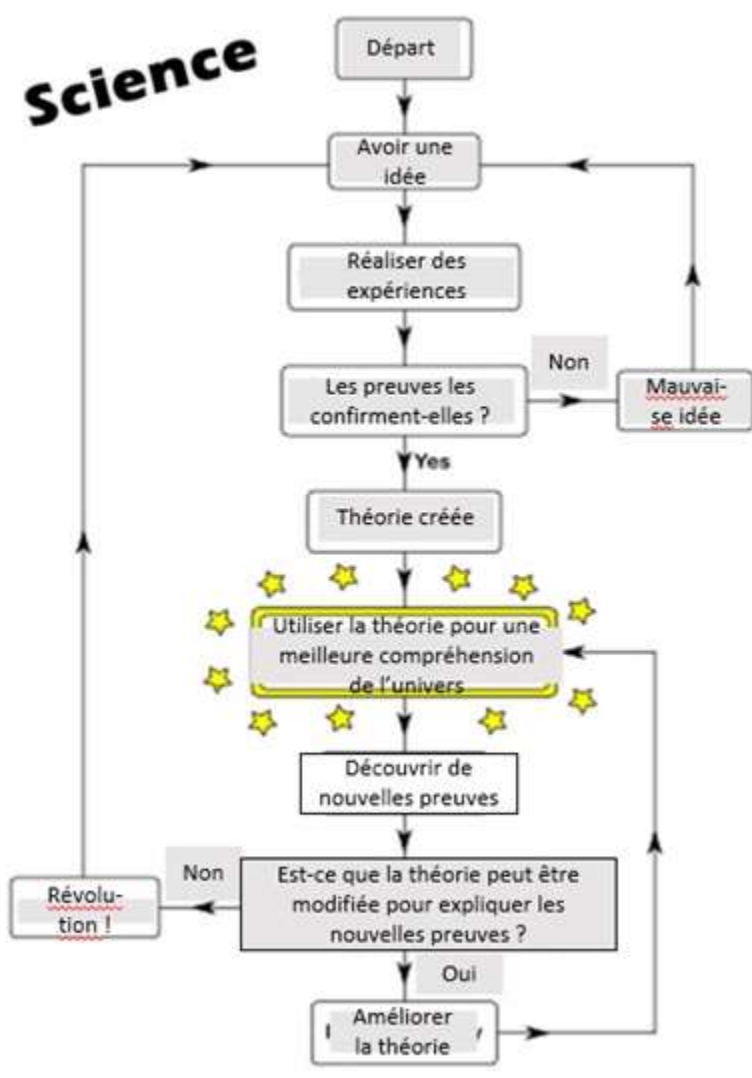 Science
Départ
Avoir une
idée
Réaliser des
expériences
Les preuves les
confirment-elles ?
Non
Mauvai-
se idée
Yes
Théorie créée
Utiliser la théorie pour une
meilleure compréhension
de l'univers
Découvrir de
nouvelles preuves
Est-ce que la théorie peut être
modifiée pour expliquer les
nouvelles preuves ?
Non
Révolu-
tion !
Oui
Améliorer
la théorie